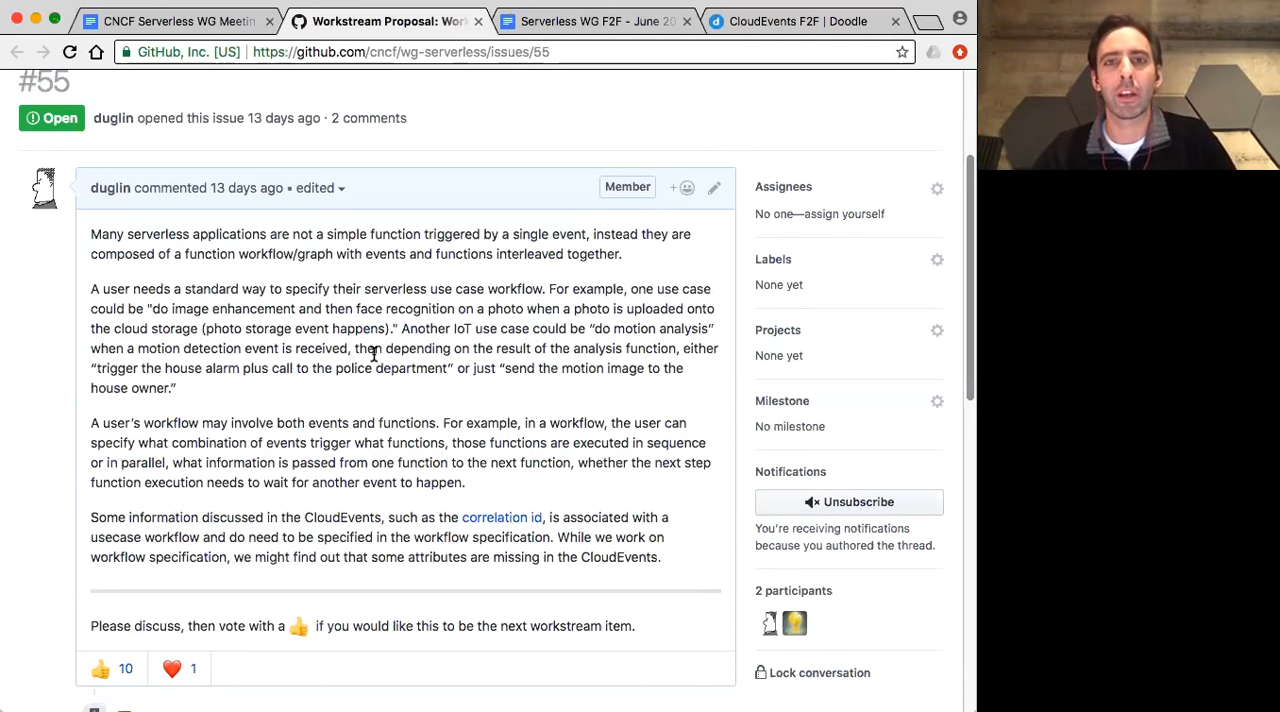 CNCF Serverless WG Meetin
Workstream Proposal: Wor
Serverless WG F2F - June 20
CloudEvents F2F | Doodle
GitHub, Inc. [US]
https://github.com/cncf/wg-serverless/issues/55
#55
Open
duglin opened this issue 13 days ago · 2 comments
duglin commented 13 days ago • edited
Member
Many serverless applications are not a simple function triggered by a single event, instead they are
composed of a function workflow/graph with events and functions interleaved together.
A user needs a standard way to specify their serverless use case workflow. For example, one use case
could be "do image enhancement and then face recognition on a photo when a photo is uploaded onto
the cloud storage (photo storage event happens)." Another IoT use case could be “do motion analysis”
when a motion detection event is received, then depending on the result of the analysis function, either
“trigger the house alarm plus call to the police department” or just “send the motion image to the
house owner.”
A user’s workflow may involve both events and functions. For example, in a workflow, the user can
specify what combination of events trigger what functions, those functions are executed in sequence
or in parallel, what information is passed from one function to the next function, whether the next step
function execution needs to wait for another event to happen.
Some information discussed in the CloudEvents, such as the correlation id, is associated with a
usecase workflow and do need to be specified in the workflow specification. While we work on
workflow specification, we might find out that some attributes are missing in the CloudEvents.
Please discuss, then vote with a 👍 if you would like this to be the next workstream item.
👍 10
❤️ 1
Assignees
No one—assign yourself
Labels
None yet
Projects
None yet
Milestone
No milestone
Notifications
Unsubscribe
You’re receiving notifications
because you authored the thread.
2 participants
Lock conversation